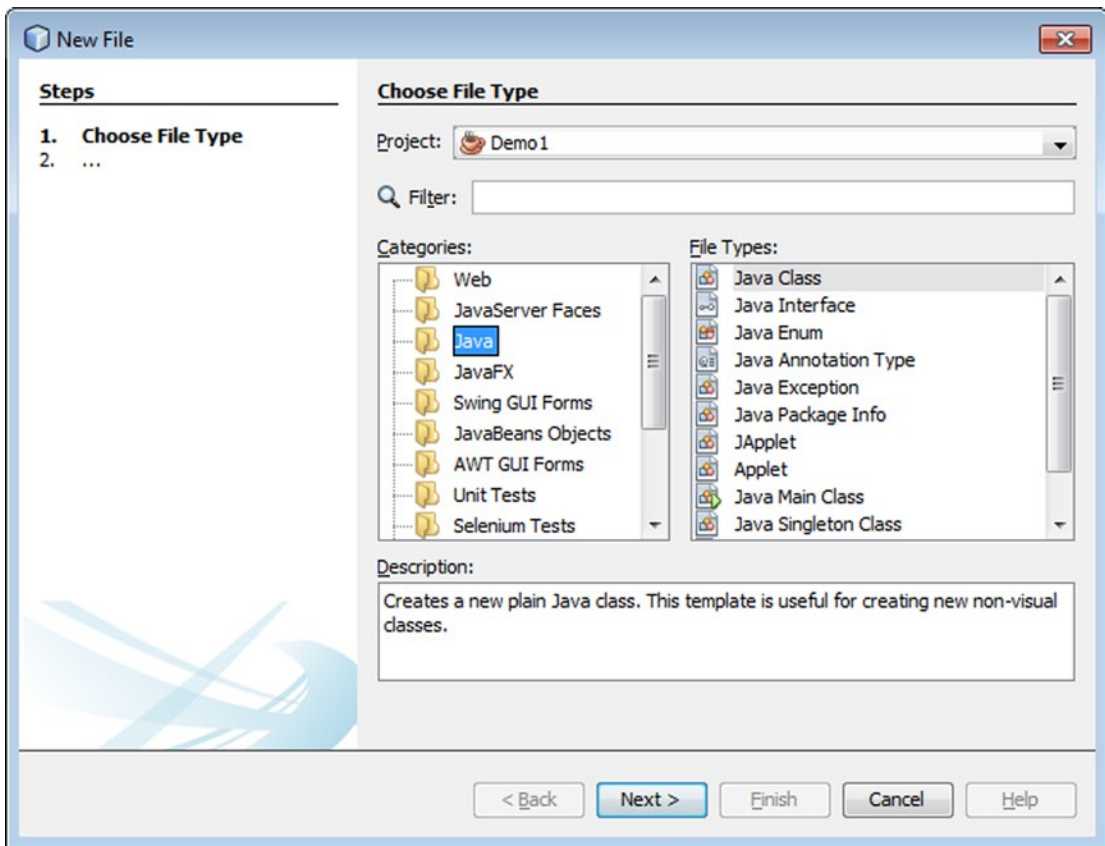 New File
Steps
1. Choose File Type
2. ...
Choose File Type
Project: Demo1
Filter:
Categories:
Web
JavaServer Faces
Java
JavaFX
Swing GUI Forms
JavaBeans Objects
AWT GUI Forms
Unit Tests
Selenium Tests
File Types:
Java Class
Java Interface
Java Enum
Java Annotation Type
Java Exception
Java Package Info
JApplet
Applet
Java Main Class
Java Singleton Class
Description:
Creates a new plain Java class. This template is useful for creating new non-visual
classes.
< Back Next > Finish Cancel Help